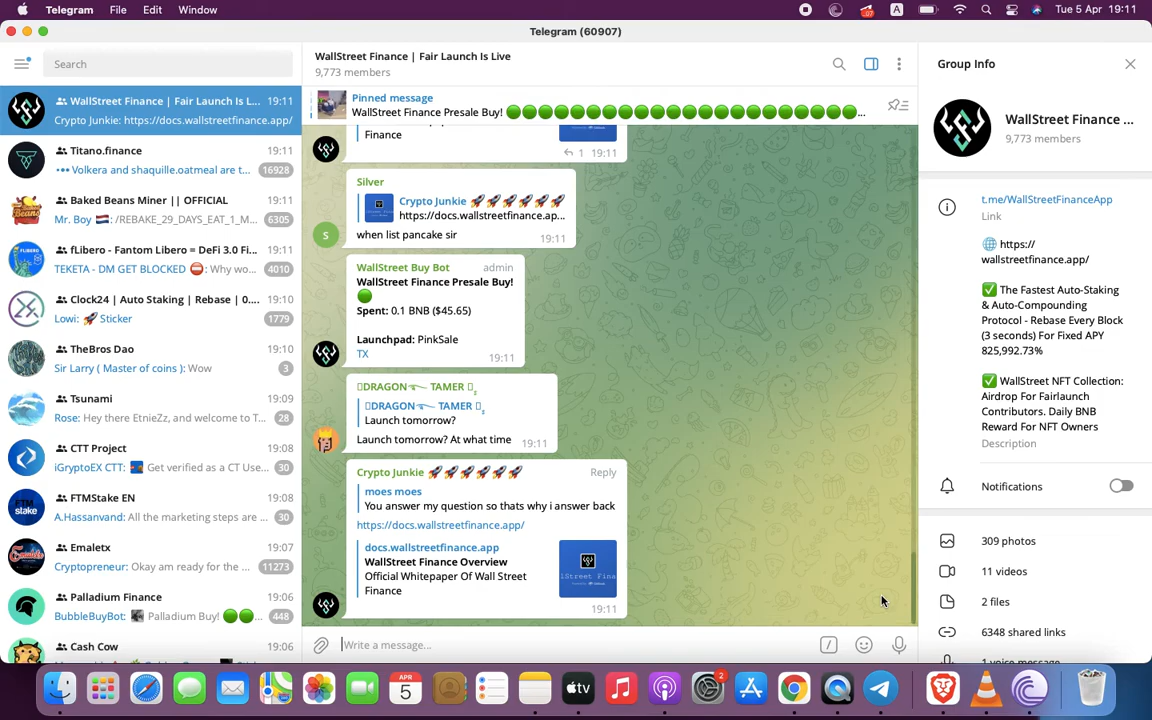 Telegram File Edit Window
07
A
Tue 5 Apr 19:11
Telegram (60907)
Search
WallStreet Finance | Fair Launch Is L... 19:11
Crypto Junkie: https://docs.wallstreetfinance.app/
Titano.finance 19:11
••• Volkera and shaquille.oatmeal are t... 16928
Baked Beans Miner || OFFICIAL 19:11
Mr. Boy 🇳🇱: /REBAKE_29_DAYS_EAT_1_M... 6305
fLibero - Fantom Libero = DeFi 3.0 Fi... 19:11
TEKETA - DM GET BLOCKED ⛔: Why wo... 4010
Clock24 | Auto Staking | Rebase | 0.... 19:10
Lowi: 🚀 Sticker 1779
TheBros Dao 19:10
Sir Larry ( Master of coins ): Wow 3
Tsunami 19:09
Rose: Hey there EtnieZz, and welcome to T... 28
CTT Project 19:08
iGryptoEX CTT: Get verified as a CT Use... 30
FTMStake EN 19:08
A.Hassanvand: All the marketing steps are ... 30
Emaletx 19:07
Cryptopreneur: Okay am ready for the ... 11273
Palladium Finance 19:06
BubbleBuyBot: Palladium Buy! 🟢🟢... 448
Cash Cow 19:06
WallStreet Finance | Fair Launch Is Live
9,773 members
Pinned message
WallStreet Finance Presale Buy! 🟢🟢🟢🟢🟢🟢🟢🟢🟢🟢🟢🟢🟢🟢🟢🟢🟢🟢🟢🟢🟢🟢...
Finance
1 19:11
Silver
Crypto Junkie 🚀🚀🚀🚀🚀🚀
https://docs.wallstreetfinance.ap...
when list pancake sir
19:11
S
WallStreet Buy Bot admin
WallStreet Finance Presale Buy!
🟢
Spent: 0.1 BNB ($45.65)
Launchpad: PinkSale
TX
19:11
DRAGON TAMER
DRAGON TAMER
Launch tomorrow?
Launch tomorrow? At what time 19:11
Crypto Junkie 🚀🚀🚀🚀🚀🚀 Reply
moes moes
You answer my question so thats why i answer back
https://docs.wallstreetfinance.app/
docs.wallstreetfinance.app
WallStreet Finance Overview
Official Whitepaper Of Wall Street
Finance
lStreet Fina
19:11
Write a message...
Group Info
WallStreet Finance ...
9,773 members
t.me/WallStreetFinanceApp
Link
🌐 https://
wallstreetfinance.app/
✅ The Fastest Auto-Staking
& Auto-Compounding
Protocol - Rebase Every Block
(3 seconds) For Fixed APY
825,992.73%
✅ WallStreet NFT Collection:
Airdrop For Fairlaunch
Contributors. Daily BNB
Reward For NFT Owners
Description
Notifications
309 photos
11 videos
2 files
6348 shared links
1 voice message
APR
5
tv
2